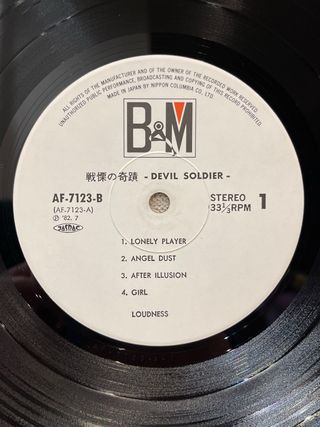 ALL RIGHTS OF THE MANUFACTURER AND OF THE OWNER OF THE RECORDED WORK RESERVED
UNAUTHORIZED PUBLIC PERFORMANCE, BROADCASTING AND COPYING OF THIS RECORD PROHIBITED
MADE IN JAPAN BY NIPPON COLUMBIA CO., LTD.
B&M
戦慄の奇蹟 - DEVIL SOLDIER -
AF-7123-B STEREO 1
(AF-7123-A) 33⅓RPM
Ⓟ '82. 7
JASRAC
1. LONELY PLAYER
2. ANGEL DUST
3. AFTER ILLUSION
4. GIRL
LOUDNESS